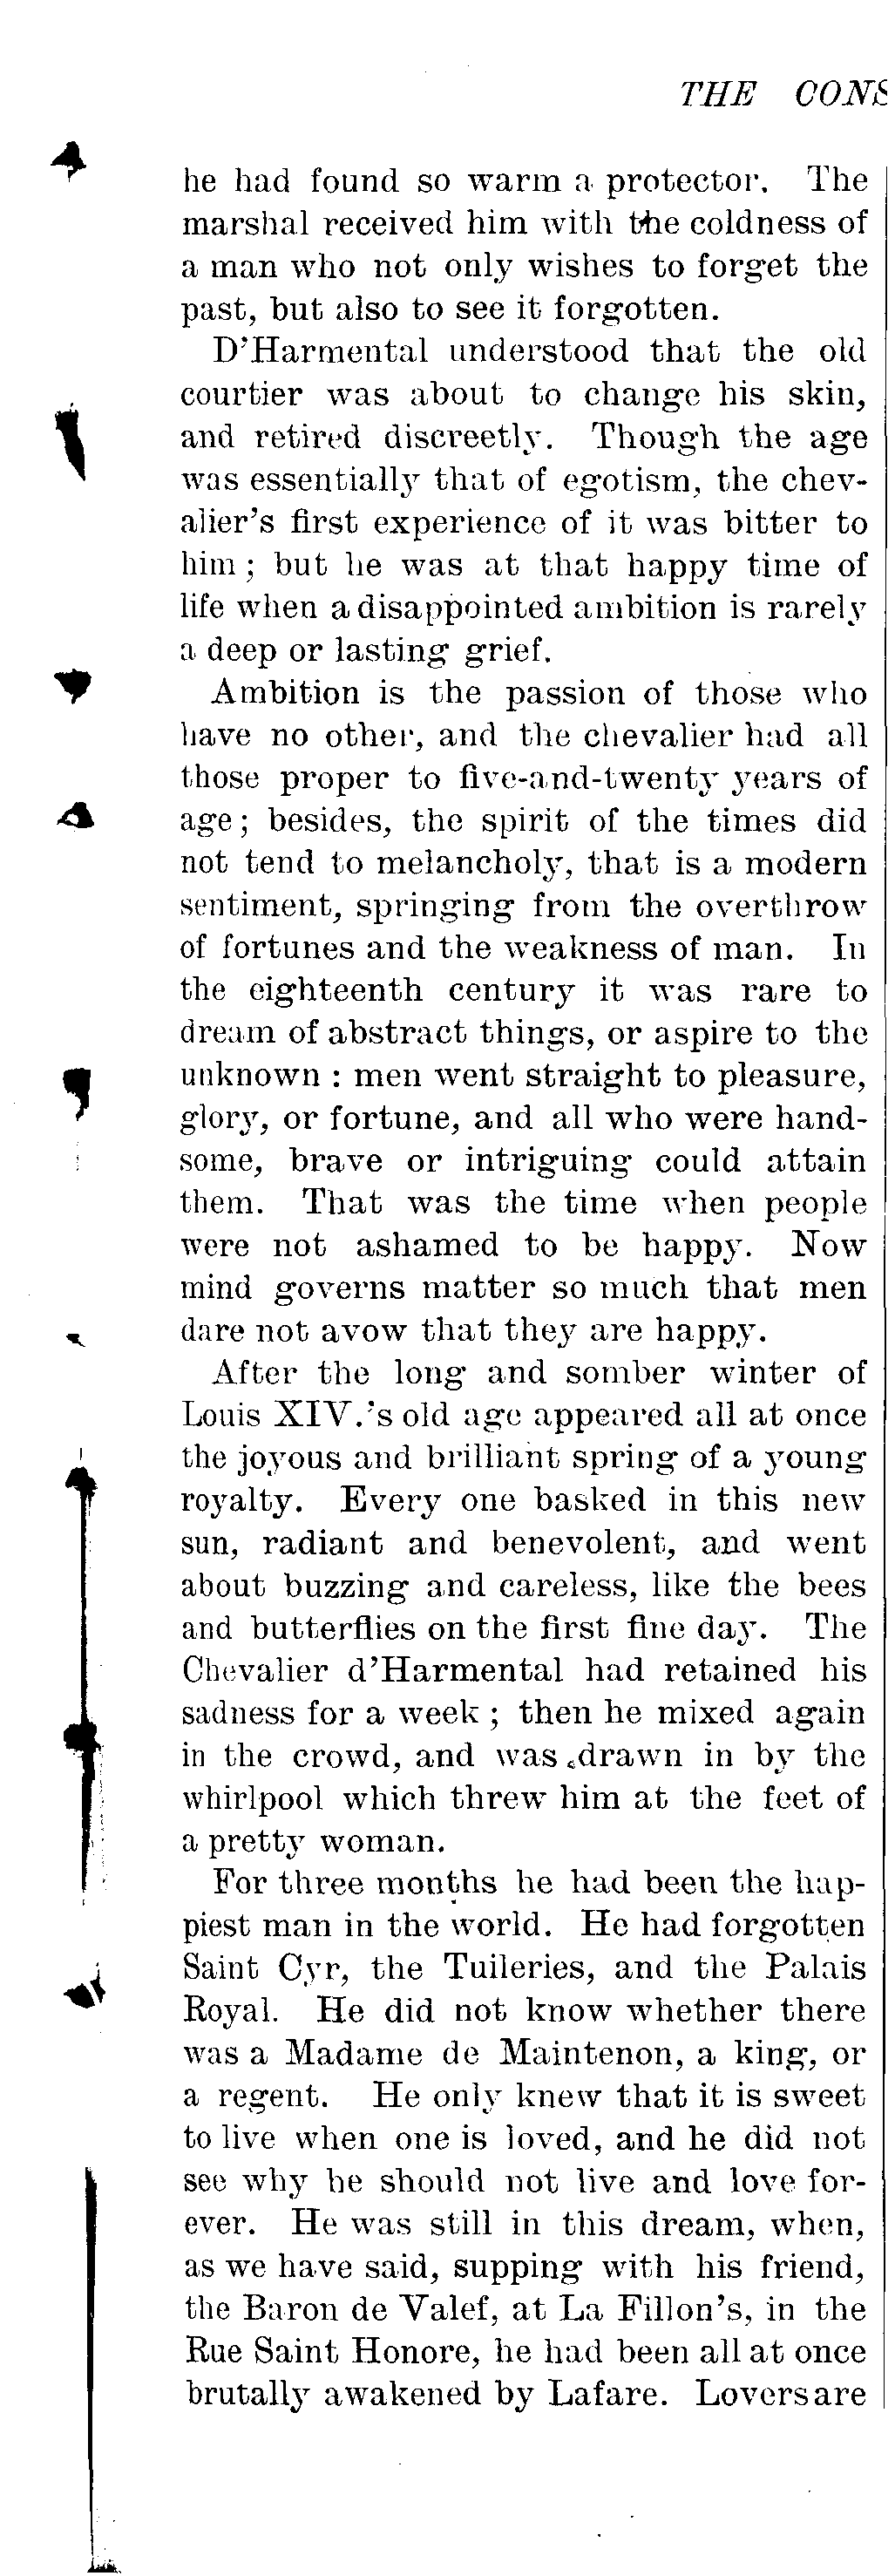 THE CONS
he had found so warm a protector. The
marshal received him with the coldness of
a man who not only wishes to forget the
past, but also to see it forgotten.
D'Harmental understood that the old
courtier was about to change his skin,
and retired discreetly. Though the age
was essentially that of egotism, the chev-
alier's first experience of it was bitter to
him ; but he was at that happy time of
life when a disappointed ambition is rarely
a deep or lasting grief.
Ambition is the passion of those who
have no other, and the chevalier had all
those proper to five-and-twenty years of
age; besides, the spirit of the times did
not tend to melancholy, that is a modern
sentiment, springing from the overthrow
of fortunes and the weakness of man. In
the eighteenth century it was rare to
dream of abstract things, or aspire to the
unknown : men went straight to pleasure,
glory, or fortune, and all who were hand-
some, brave or intriguing could attain
them. That was the time when people
were not ashamed to be happy. Now
mind governs matter so much that men
dare not avow that they are happy.
After the long and somber winter of
Louis XIV.'s old age appeared all at once
the joyous and brilliant spring of a young
royalty. Every one basked in this new
sun, radiant and benevolent, and went
about buzzing and careless, like the bees
and butterflies on the first fine day. The
Chevalier d'Harmental had retained his
sadness for a week ; then he mixed again
in the crowd, and was drawn in by the
whirlpool which threw him at the feet of
a pretty woman.
For three months he had been the hap-
piest man in the world. He had forgotten
Saint Cyr, the Tuileries, and the Palais
Royal. He did not know whether there
was a Madame de Maintenon, a king, or
a regent. He only knew that it is sweet
to live when one is loved, and he did not
see why he should not live and love for-
ever. He was still in this dream, when,
as we have said, supping with his friend,
the Baron de Valef, at La Fillon's, in the
Rue Saint Honore, he had been all at once
brutally awakened by Lafare. Lovers are